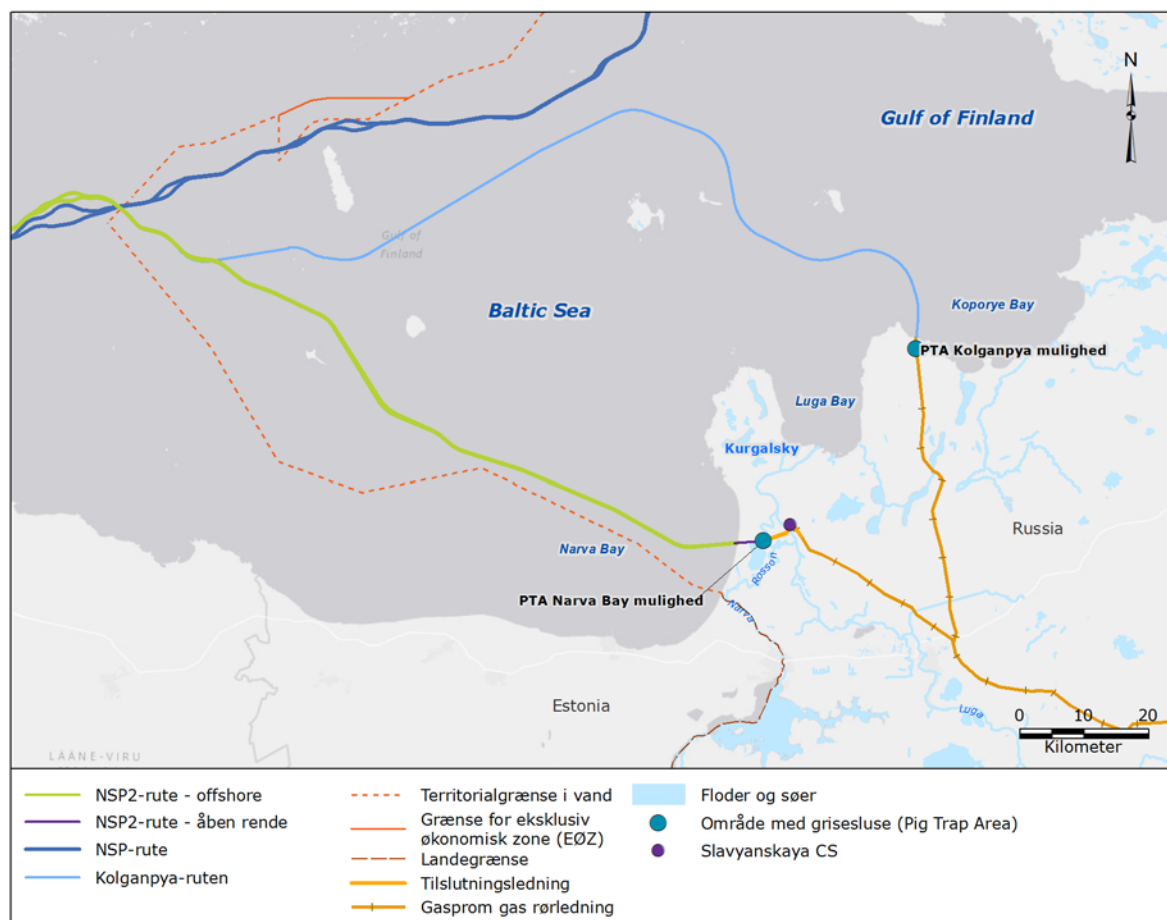 N
Gulf of Finland
Gulf of
Finland
Baltic Sea
Koporye Bay
PTA Kolganpya mulighed
Luga Bay
Kurgalsky
Russia
Narva Bay
Rosson
PTA Narva Bay mulighed
Narva
Estonia
Luga
0 10 20
Kilometer
LÄÄNE-VIRU
NSP2-rute - offshore
NSP2-rute - åben rende
NSP-rute
Kolganpya-ruten
Territorialgrænse i vand
Grænse for eksklusiv
økonomisk zone (EØZ)
Landegrænse
Tilslutningsledning
Gasprom gas rørledning
Floder og søer
Område med grisesluse (Pig Trap Area)
Slavyanskaya CS